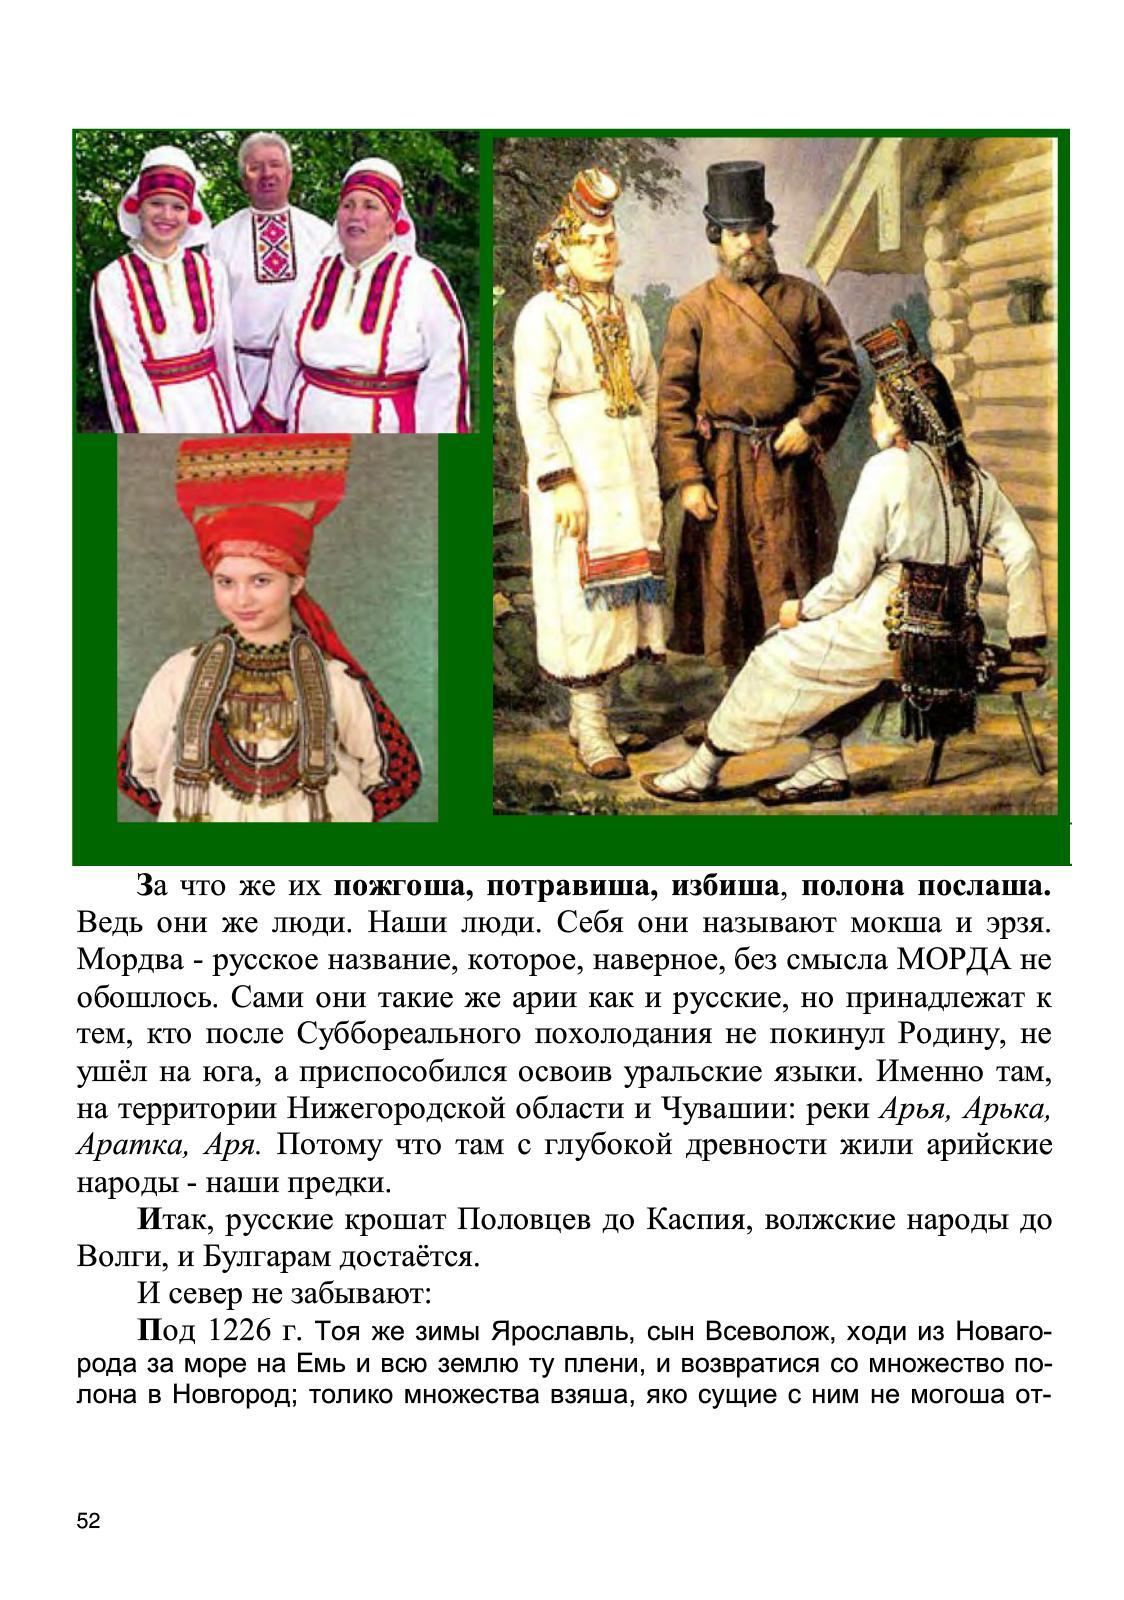 За что же их пожгоша, потравиша, избиша, полона послаша.
Ведь они же люди. Наши люди. Себя они называют мокша и эрзя.
Мордва - русское название, которое, наверное, без смысла МОРДА не
обошлось. Сами они такие же арии как и русские, но принадлежат к
тем, кто после Суббореального похолодания не покинул Родину, не
ушёл на юга, а приспособился освоив уральские языки. Именно там,
на территории Нижегородской области и Чувашии: реки Арья, Арька,
Аратка, Аря. Потому что там с глубокой древности жили арийские
народы - наши предки.
Итак, русские крошат Половцев до Каспия, волжские народы до
Волги, и Булгарам достаётся.
И север не забывают:
Под 1226 г. Тоя же зимы Ярославль, сын Всеволож, ходи из Новаго-
рода за море на Емь и всю землю ту плени, и возвратися со множество по-
лона в Новгород; толико множества взяша, яко сущие с ним не могоша от-
52